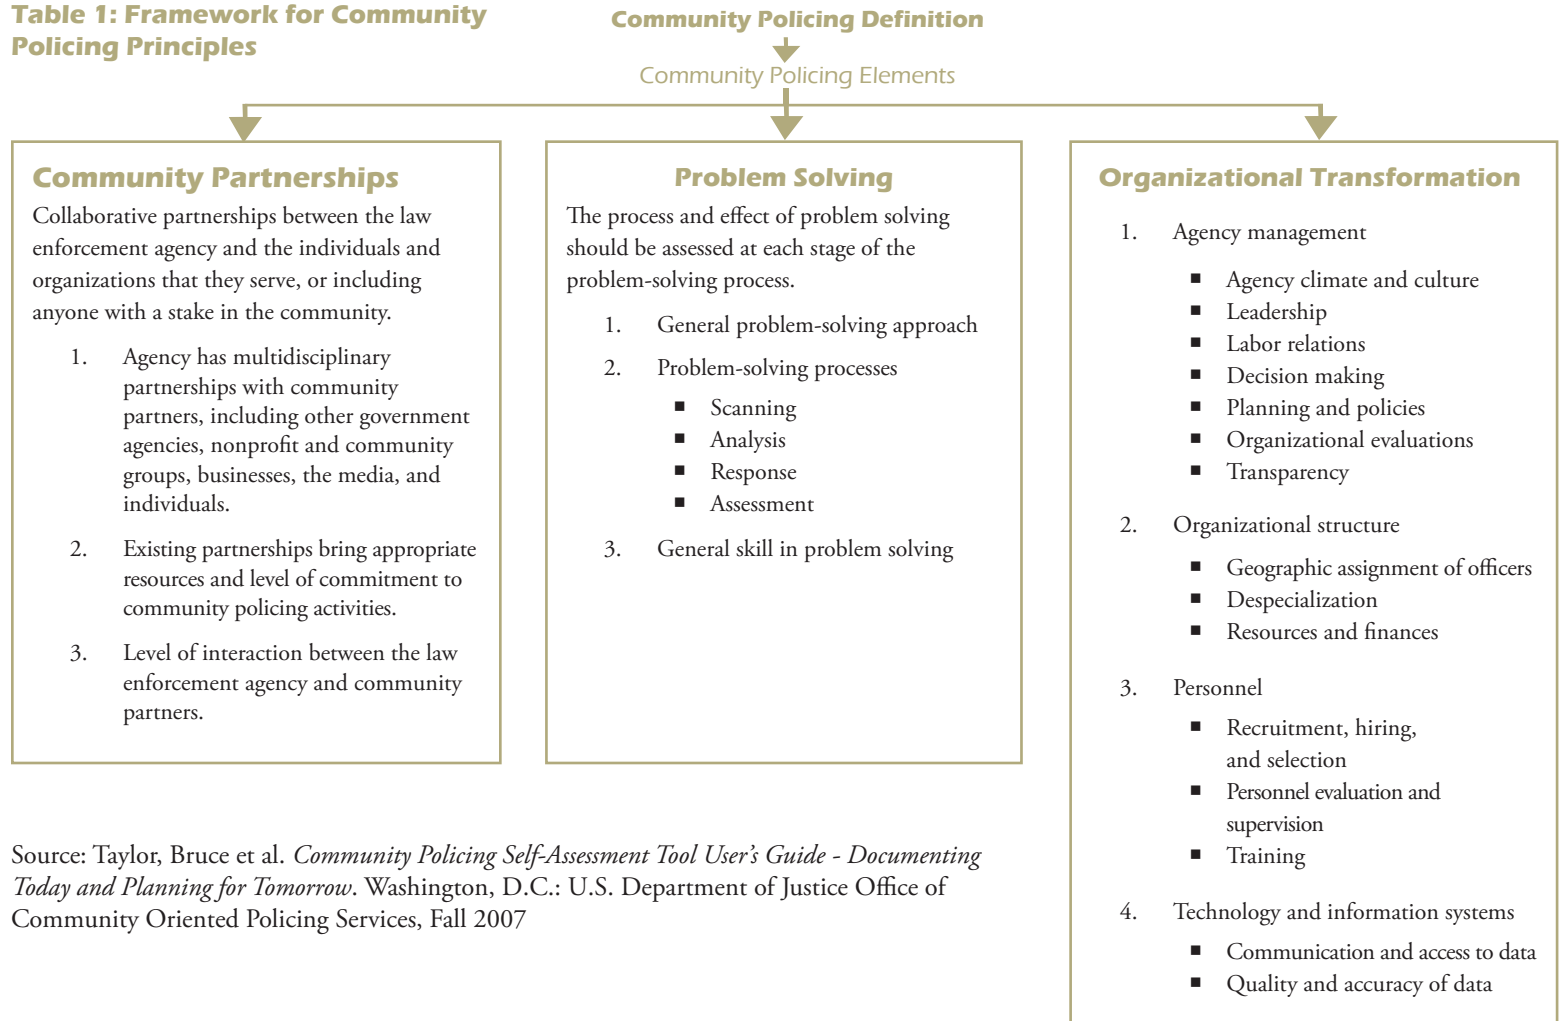 Table 1: Framework for Community
Policing Principles
Community Policing Definition
Community Policing Elements
Community Partnerships
Collaborative partnerships between the law
enforcement agency and the individuals and
organizations that they serve, or including
anyone with a stake in the community.
1. Agency has multidisciplinary
partnerships with community
partners, including other government
agencies, nonprofit and community
groups, businesses, the media, and
individuals.
2. Existing partnerships bring appropriate
resources and level of commitment to
community policing activities.
3. Level of interaction between the law
enforcement agency and community
partners.
Problem Solving
The process and effect of problem solving
should be assessed at each stage of the
problem-solving process.
1. General problem-solving approach
2. Problem-solving processes
■ Scanning
■ Analysis
■ Response
■ Assessment
3. General skill in problem solving
Organizational Transformation
1. Agency management
■ Agency climate and culture
■ Leadership
■ Labor relations
■ Decision making
■ Planning and policies
■ Organizational evaluations
■ Transparency
2. Organizational structure
■ Geographic assignment of officers
■ Despecialization
■ Resources and finances
3. Personnel
■ Recruitment, hiring,
and selection
■ Personnel evaluation and
supervision
■ Training
4. Technology and information systems
■ Communication and access to data
■ Quality and accuracy of data
Source: Taylor, Bruce et al. Community Policing Self-Assessment Tool User’s Guide - Documenting
Today and Planning for Tomorrow. Washington, D.C.: U.S. Department of Justice Office of
Community Oriented Policing Services, Fall 2007